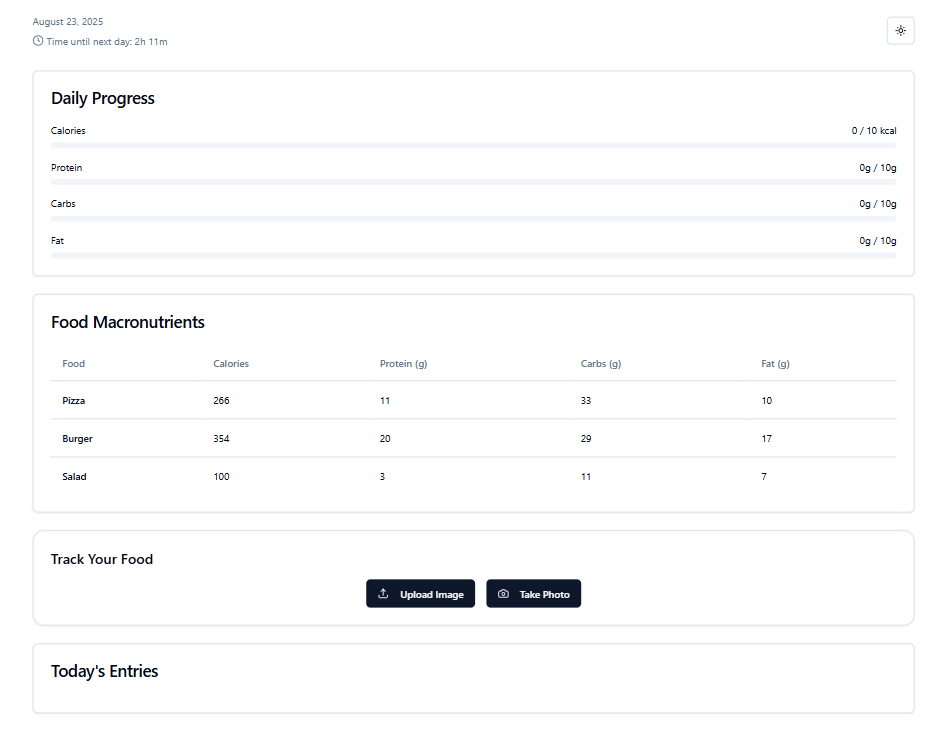 August 23, 2025
Time until next day: 2h 11m
Daily Progress
Calories 0 / 10 kcal
Protein 0g / 10g
Carbs 0g / 10g
Fat 0g / 10g
Food Macronutrients
Food Calories Protein (g) Carbs (g) Fat (g)
Pizza 266 11 33 10
Burger 354 20 29 17
Salad 100 3 11 7
Track Your Food
Upload Image Take Photo
Today's Entries